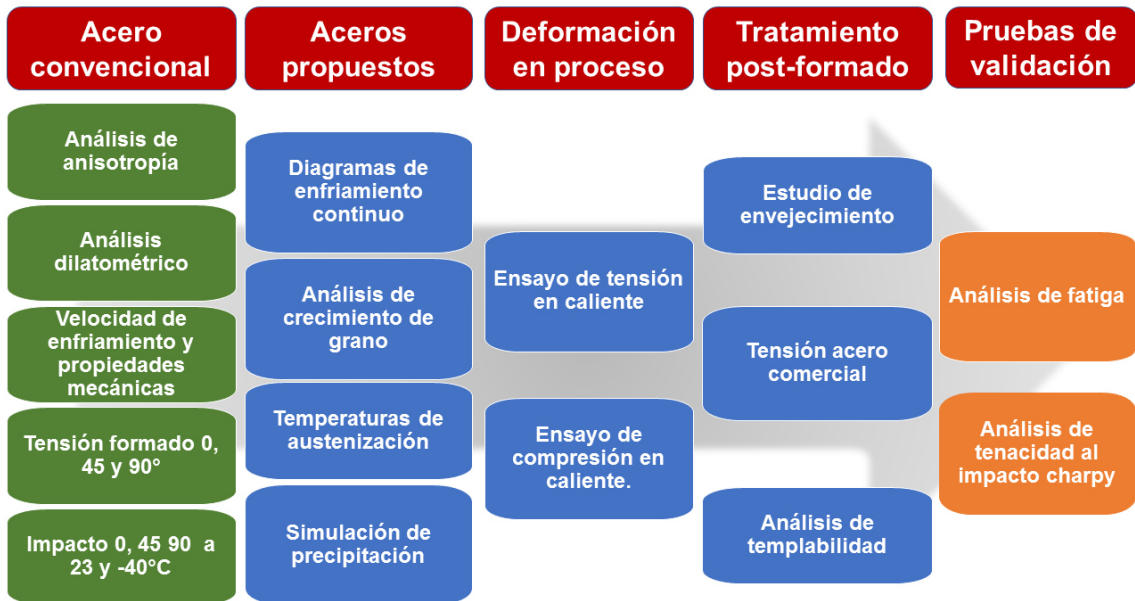 Acero
convencional
Análisis de
anisotropía
Análisis
dilatométrico
Velocidad de
enfriamiento y
propiedades
mecánicas
Tensión formado 0,
45 y 90°
Impacto 0, 45 90 a
23 y -40°C
Aceros
propuestos
Diagramas de
enfriamiento
continuo
Análisis de
crecimiento de
grano
Temperaturas de
austenización
Simulación de
precipitación
Deformación
en proceso
Ensayo de tensión
en caliente
Ensayo de
compresión en
caliente.
Tratamiento
post-formado
Estudio de
envejecimiento
Tensión acero
comercial
Análisis de
templabilidad
Pruebas de
validación
Análisis de fatiga
Análisis de
tenacidad al
impacto charpy